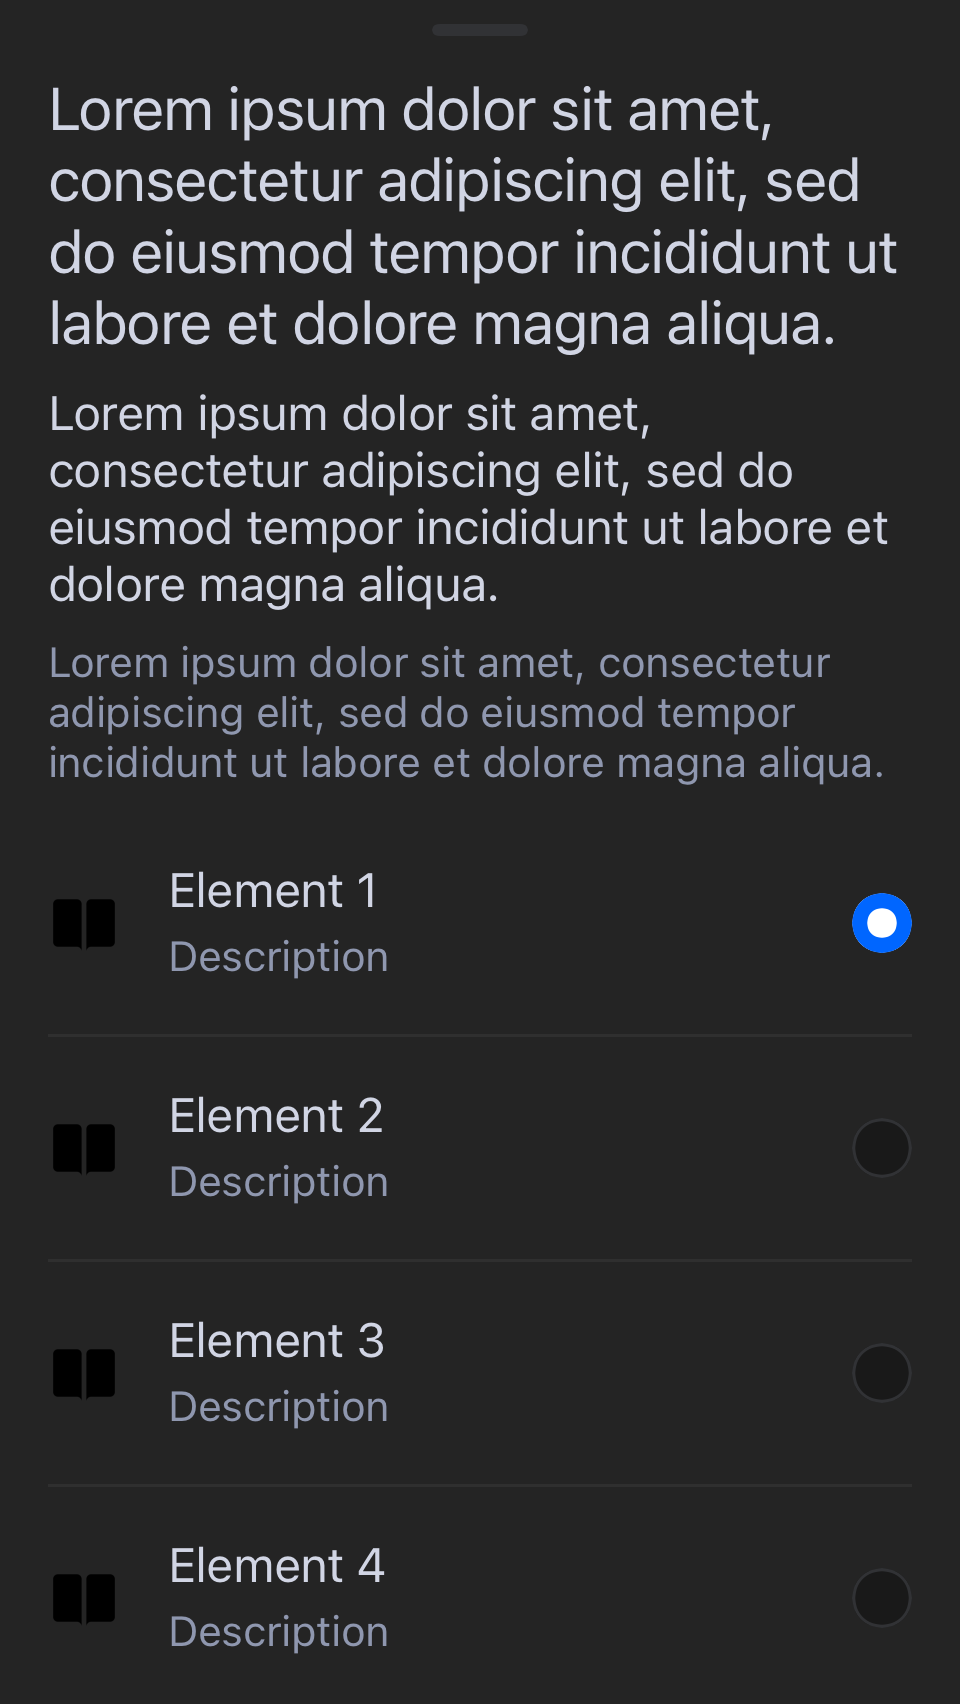 Lorem ipsum dolor sit amet,
consectetur adipiscing elit, sed
do eiusmod tempor incididunt ut
labore et dolore magna aliqua.
Lorem ipsum dolor sit amet,
consectetur adipiscing elit, sed do
eiusmod tempor incididunt ut labore et
dolore magna aliqua.
Lorem ipsum dolor sit amet, consectetur
adipiscing elit, sed do eiusmod tempor
incididunt ut labore et dolore magna aliqua.
Element 1
Description
Element 2
Description
Element 3
Description
Element 4
Description